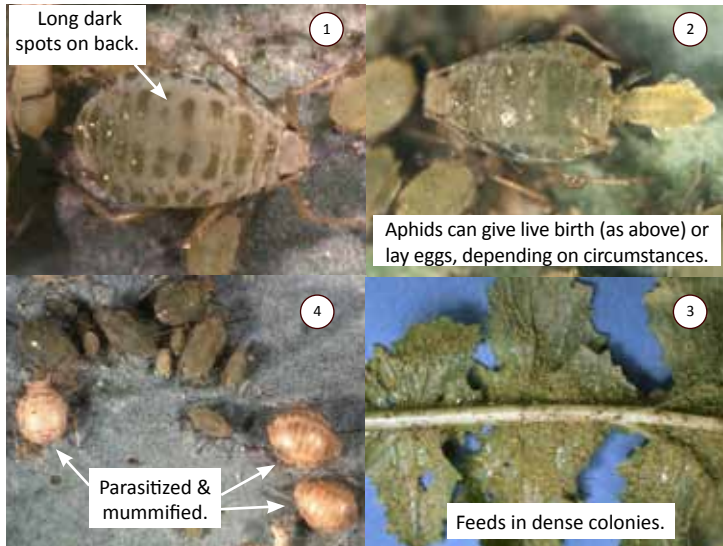 Long dark
spots on back.
1
2
Aphids can give live birth (as above) or
lay eggs, depending on circumstances.
4
Parasitized &
mummified.
3
Feeds in dense colonies.